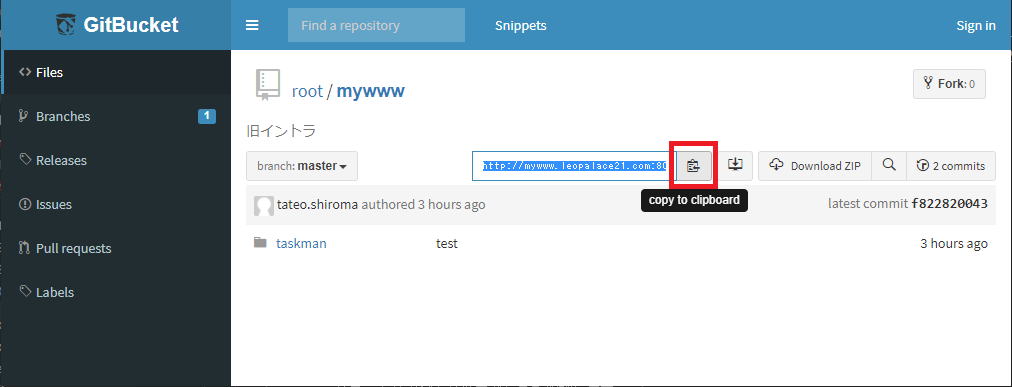 GitBucket
Find a repository
Snippets
Sign in
Files
Branches
1
Releases
Issues
Pull requests
Labels
root / mywww
Fork: 0
旧イントラ
branch: master
http://mywww.leopalace21.com:80
Download ZIP
2 commits
copy to clipboard
tateo.shiroma authored 3 hours ago
latest commit f822820043
taskman
test
3 hours ago